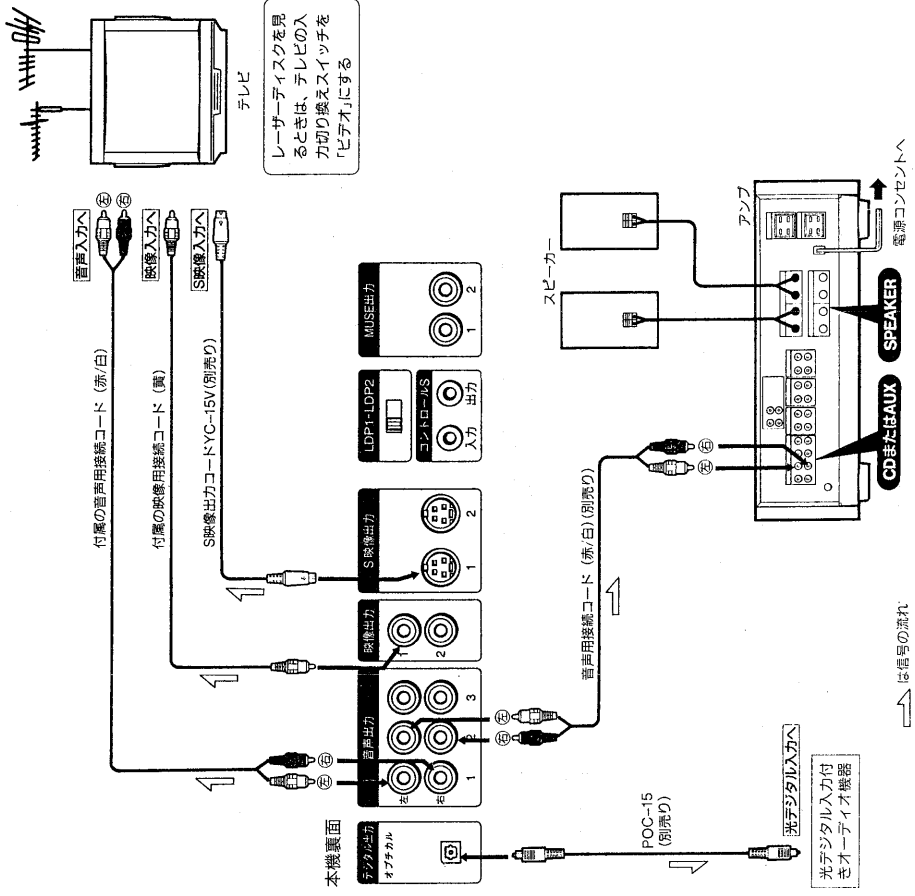 テレビ
レーザーディスクを見
るときは、テレビの入
力切り換えスイッチを
「ビデオ」にする
音声入力へ
左
右
映像入力へ
S映像入力へ
付属の音声用接続コード (赤/白)
付属の映像用接続コード (黄)
S映像出力コードYC-15V(別売り)
本機裏面
デジタル出力
オプチカル
音声出力
左
右
1
2
3
左
右
映像出力
1
2
S映像出力
1
2
LDP1-LDP2
コントロールS
入力
出力
MUSE出力
1
2
右
左
音声用接続コード (赤/白) (別売り)
左
右
スピーカー
アンプ
CDまたはAUX
SPEAKER
電源コンセントへ
POC-15
(別売り)
光デジタル入力へ
光デジタル入力付
きオーディオ機器
は信号の流れ